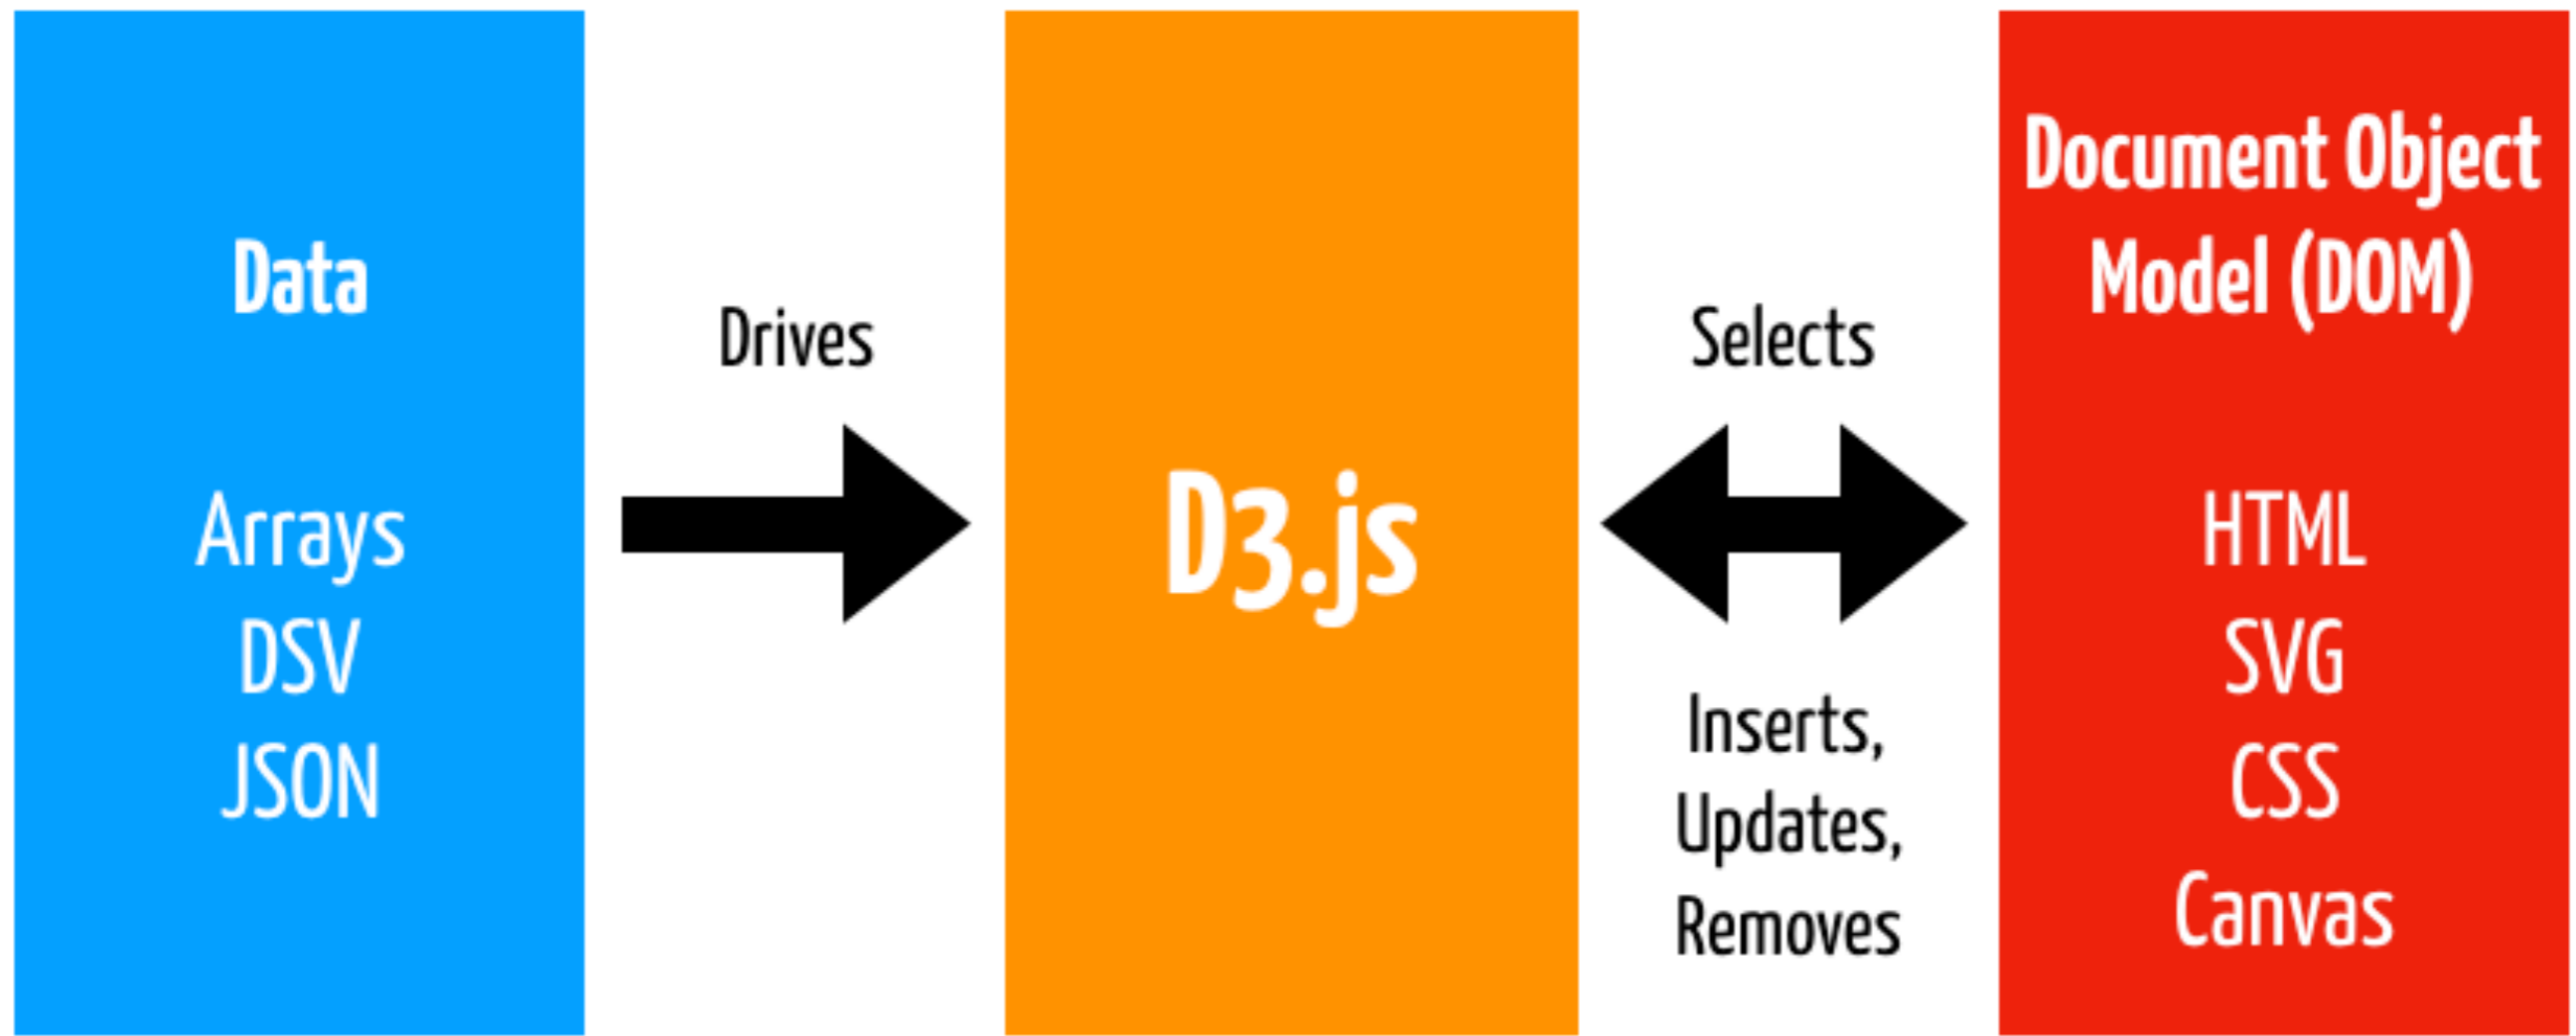 Data
Arrays
DSV
JSON
Drives
D3.js
Selects
Inserts,
Updates,
Removes
Document Object
Model (DOM)
HTML
SVG
CSS
Canvas